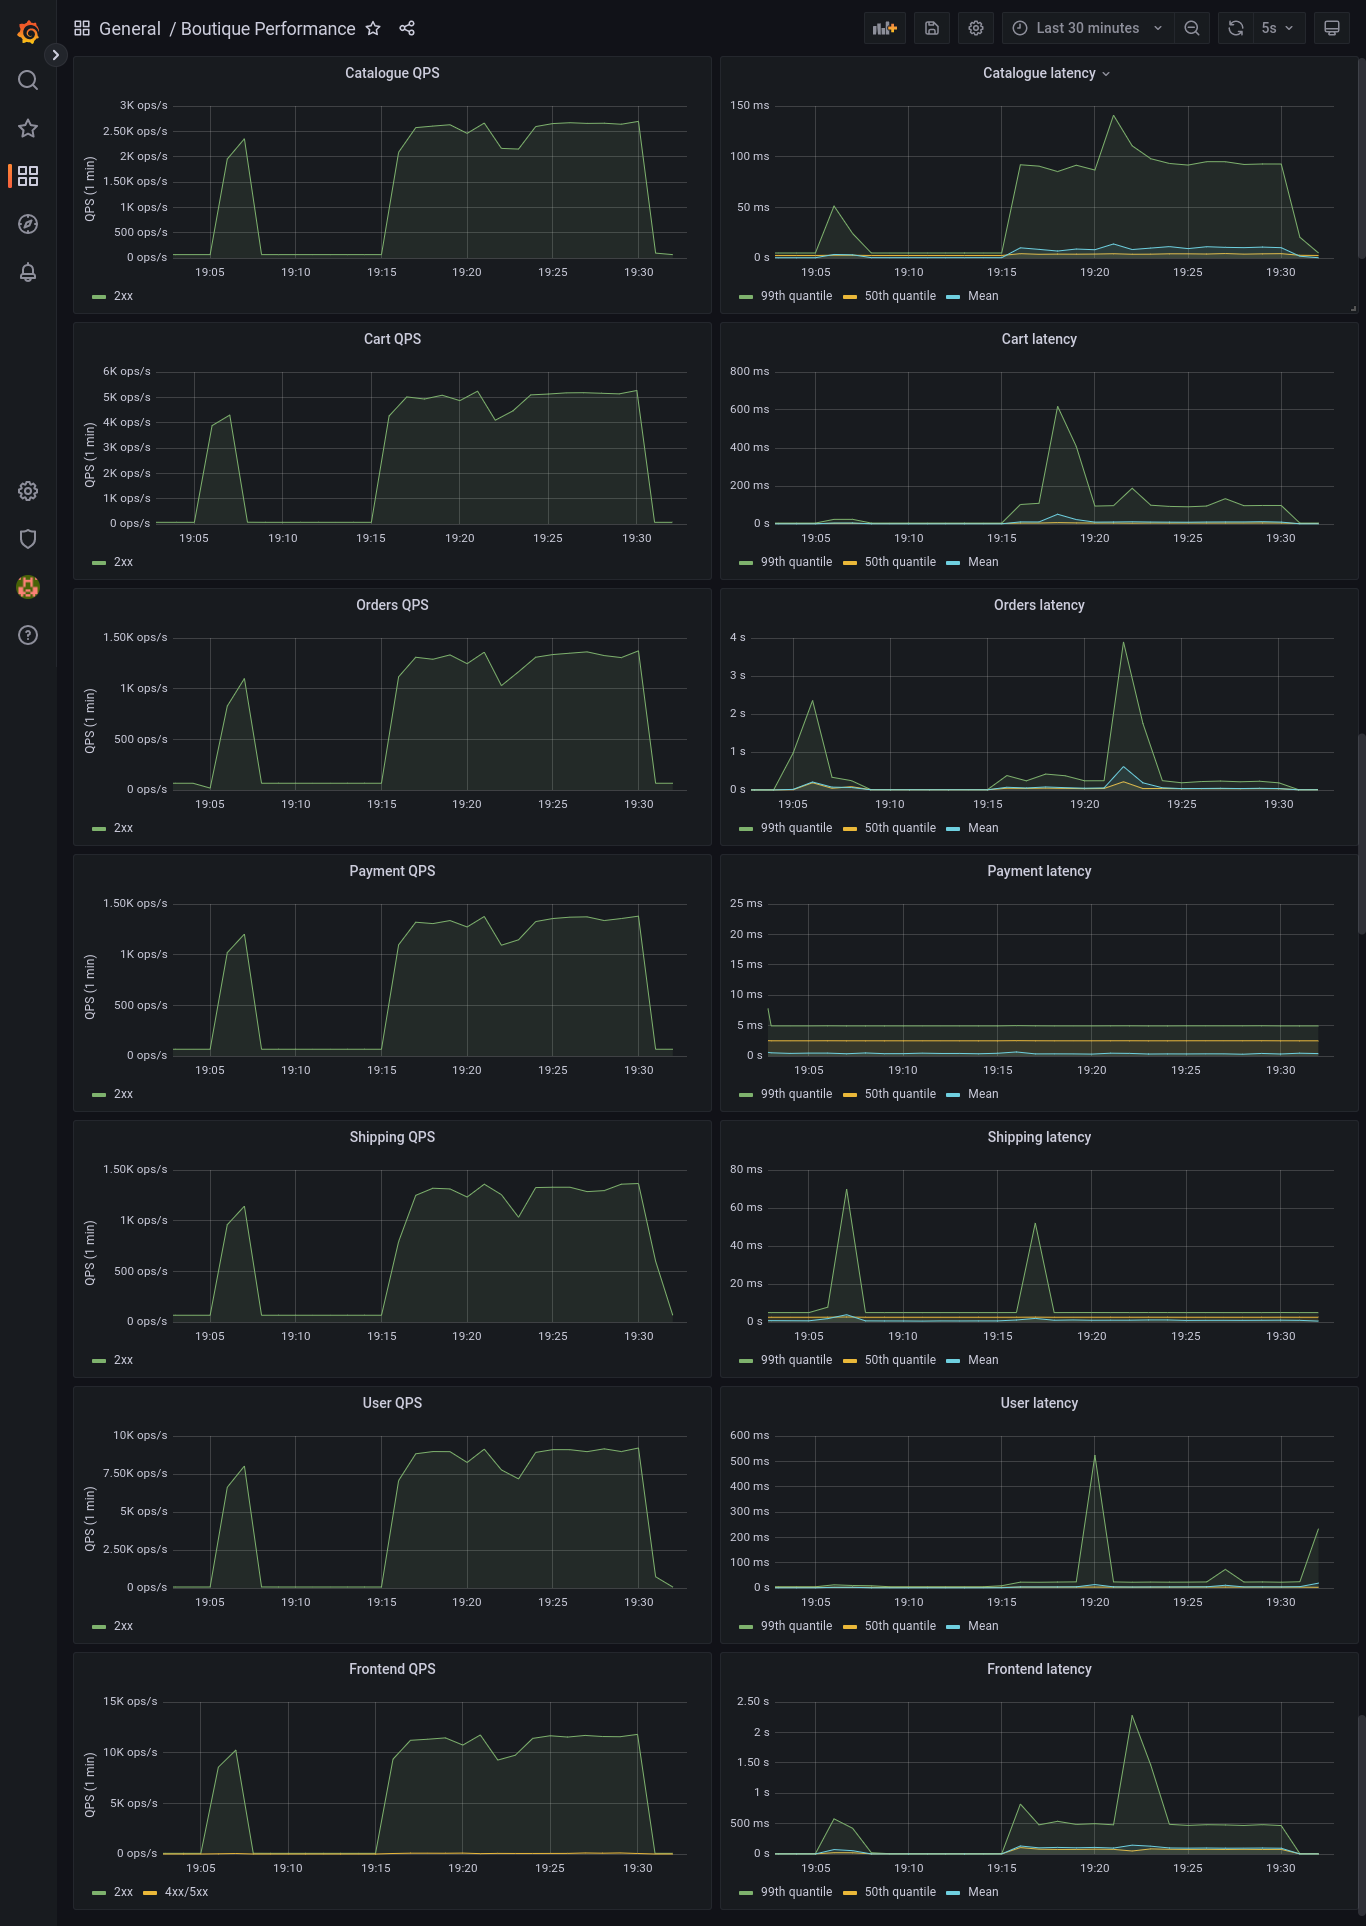 General / Boutique Performance
Last 30 minutes
5s
Catalogue QPS
QPS (1 min)
3K ops/s
2.50K ops/s
2K ops/s
1.50K ops/s
1K ops/s
500 ops/s
0 ops/s
19:05 19:10 19:15 19:20 19:25 19:30
2xx
Catalogue latency
150 ms
100 ms
50 ms
0 s
19:05 19:10 19:15 19:20 19:25 19:30
99th quantile 50th quantile Mean
Cart QPS
QPS (1 min)
6K ops/s
5K ops/s
4K ops/s
3K ops/s
2K ops/s
1K ops/s
0 ops/s
19:05 19:10 19:15 19:20 19:25 19:30
2xx
Cart latency
800 ms
600 ms
400 ms
200 ms
0 s
19:05 19:10 19:15 19:20 19:25 19:30
99th quantile 50th quantile Mean
Orders QPS
QPS (1 min)
1.50K ops/s
1K ops/s
500 ops/s
0 ops/s
19:05 19:10 19:15 19:20 19:25 19:30
2xx
Orders latency
4 s
3 s
2 s
1 s
0 s
19:05 19:10 19:15 19:20 19:25 19:30
99th quantile 50th quantile Mean
Payment QPS
QPS (1 min)
1.50K ops/s
1K ops/s
500 ops/s
0 ops/s
19:05 19:10 19:15 19:20 19:25 19:30
2xx
Payment latency
25 ms
20 ms
15 ms
10 ms
5 ms
0 s
19:05 19:10 19:15 19:20 19:25 19:30
99th quantile 50th quantile Mean
Shipping QPS
QPS (1 min)
1.50K ops/s
1K ops/s
500 ops/s
0 ops/s
19:05 19:10 19:15 19:20 19:25 19:30
2xx
Shipping latency
80 ms
60 ms
40 ms
20 ms
0 s
19:05 19:10 19:15 19:20 19:25 19:30
99th quantile 50th quantile Mean
User QPS
QPS (1 min)
10K ops/s
7.50K ops/s
5K ops/s
2.50K ops/s
0 ops/s
19:05 19:10 19:15 19:20 19:25 19:30
2xx
User latency
600 ms
500 ms
400 ms
300 ms
200 ms
100 ms
0 s
19:05 19:10 19:15 19:20 19:25 19:30
99th quantile 50th quantile Mean
Frontend QPS
QPS (1 min)
15K ops/s
10K ops/s
5K ops/s
0 ops/s
19:05 19:10 19:15 19:20 19:25 19:30
2xx 4xx/5xx
Frontend latency
2.50 s
2 s
1.50 s
1 s
500 ms
0 s
19:05 19:10 19:15 19:20 19:25 19:30
99th quantile 50th quantile Mean